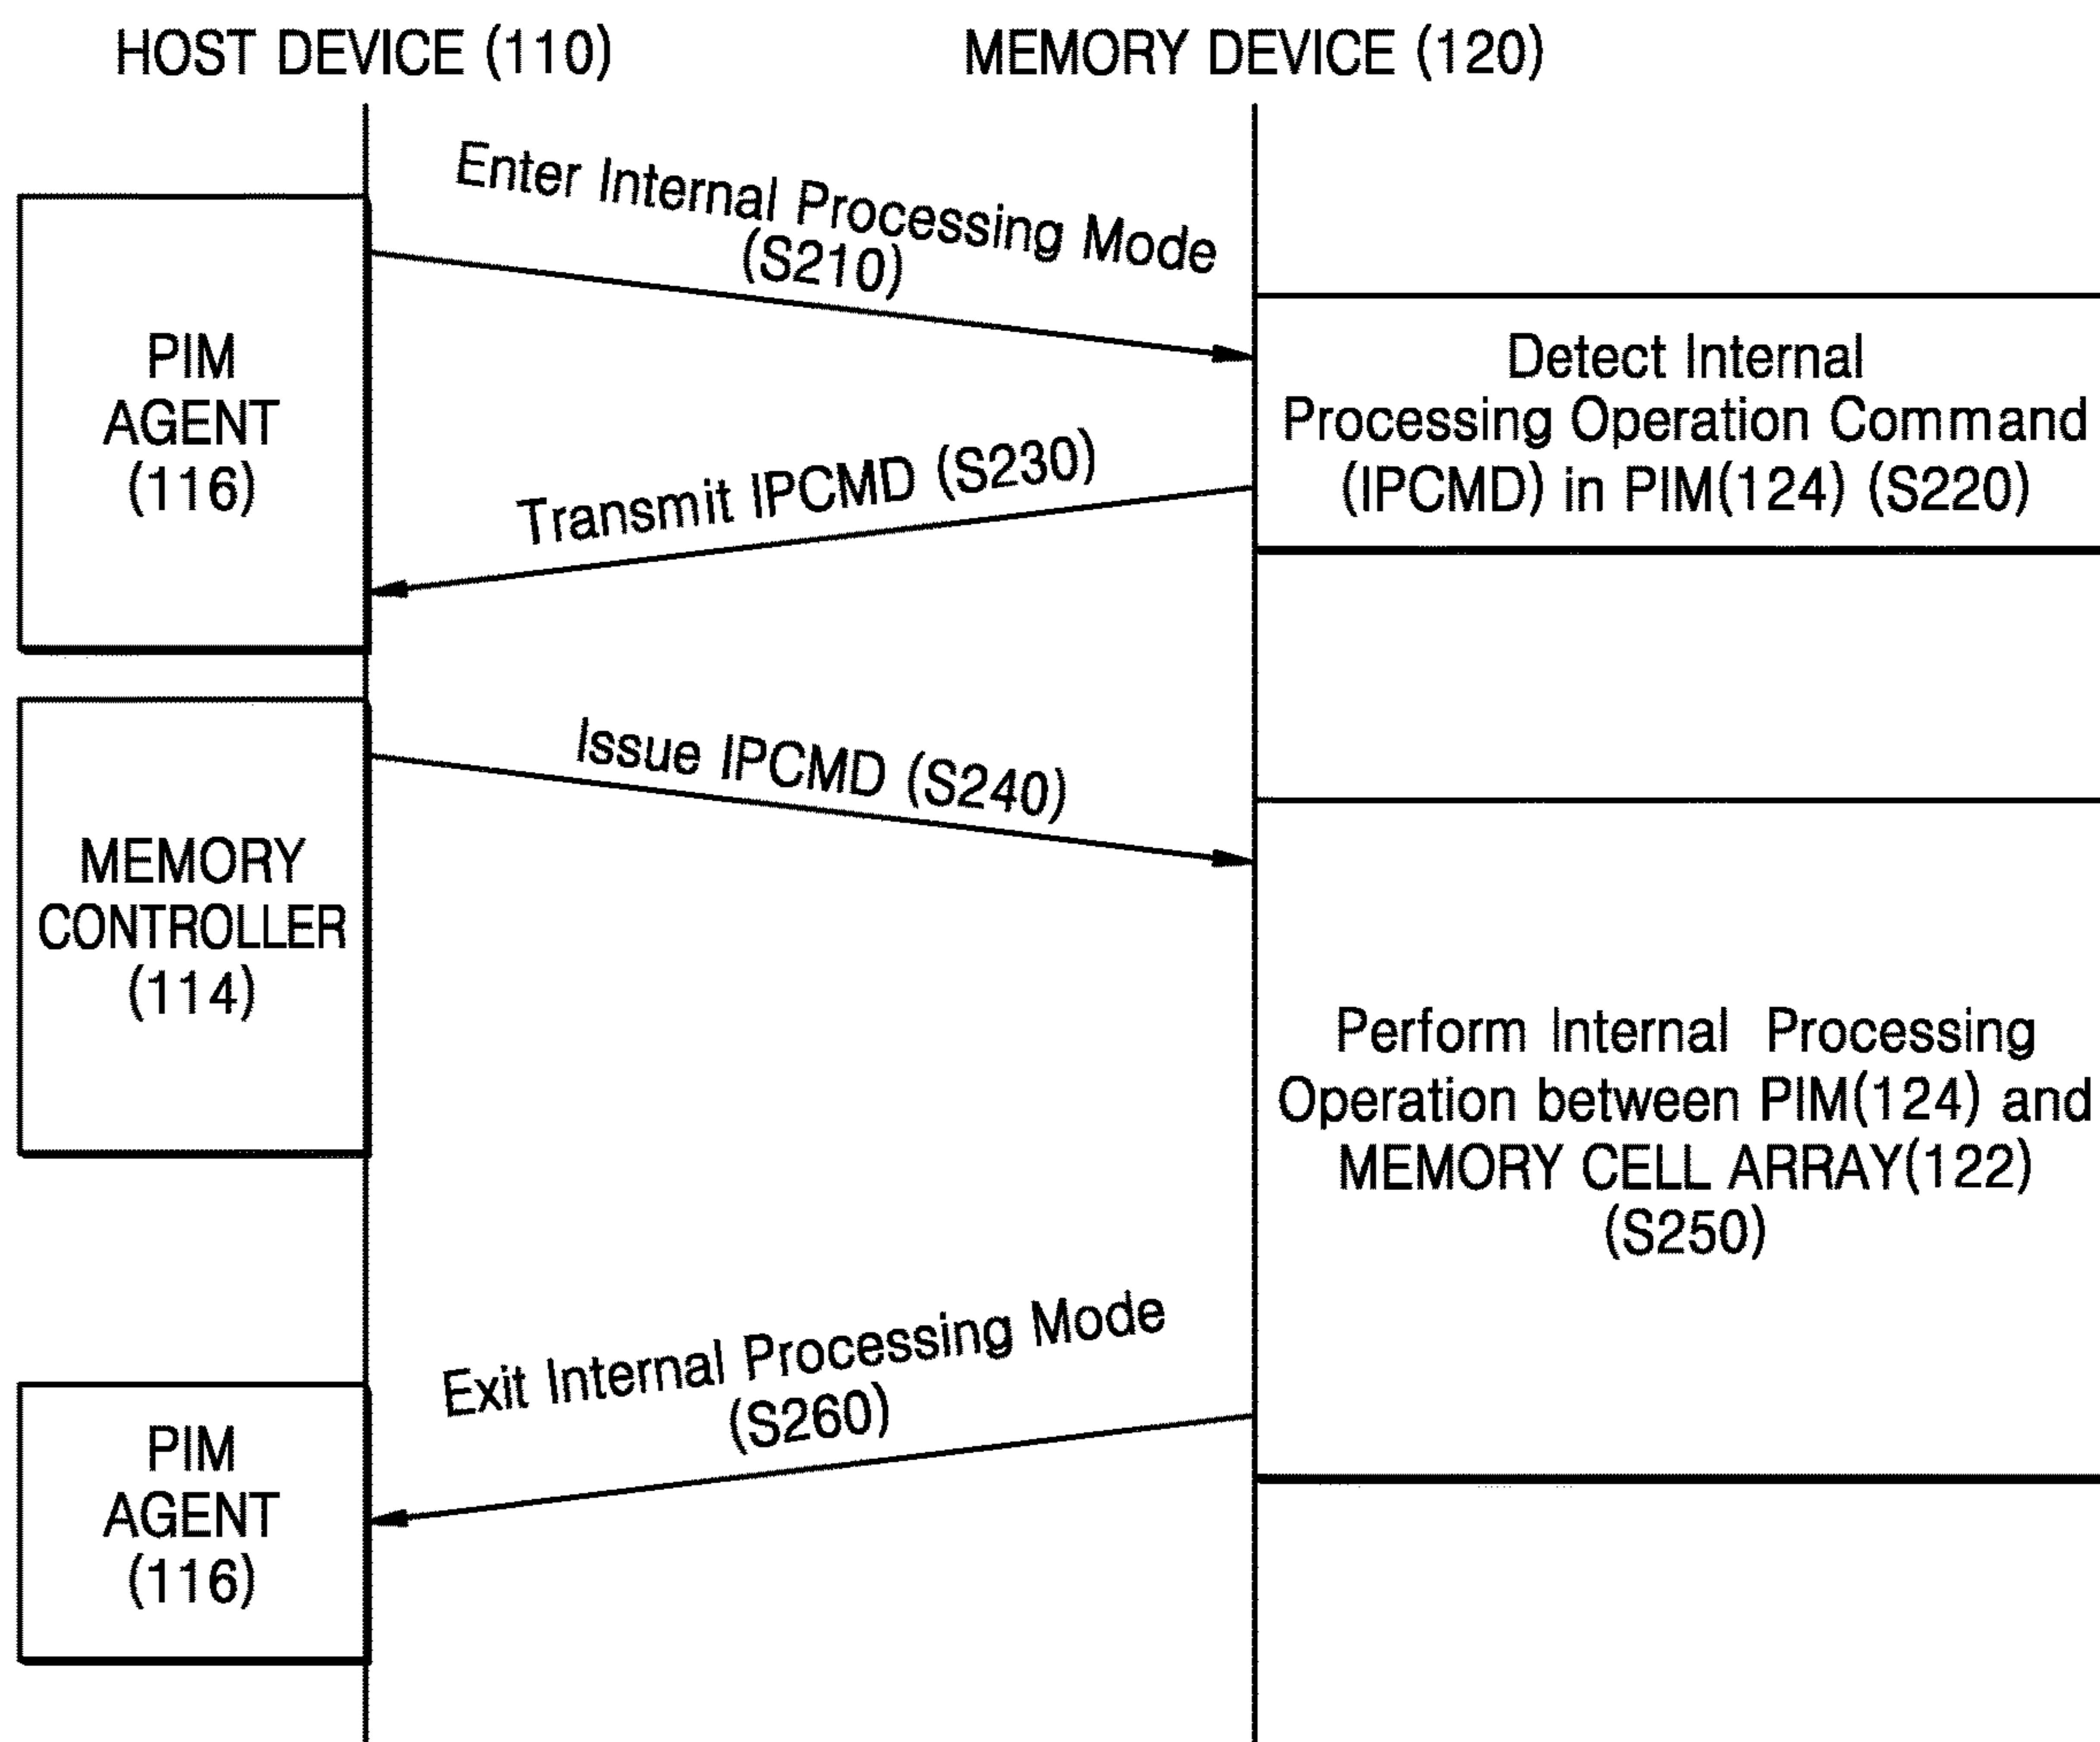 HOST DEVICE (110)
MEMORY DEVICE (120)
Enter Internal Processing Mode
(S210)
PIM
AGENT
(116)
Detect Internal
Processing Operation Command
(IPCMD) in PIM(124) (S220)
Transmit IPCMD (S230)
Issue IPCMD (S240)
MEMORY
CONTROLLER
(114)
Perform Internal Processing
Operation between PIM(124) and
MEMORY CELL ARRAY(122)
(S250)
Exit Internal Processing Mode
(S260)
PIM
AGENT
(116)